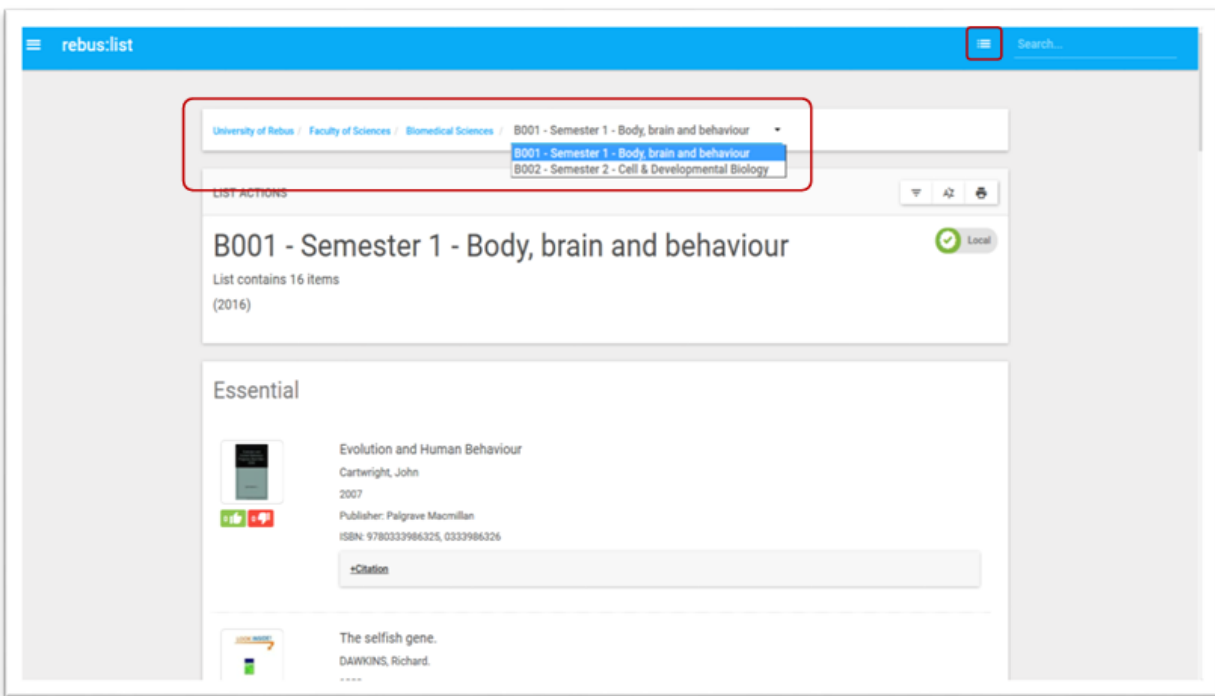 rebus:list
Search...
University of Rebus / Faculty of Sciences / Biomedical Sciences / B001 - Semester 1 - Body, brain and behaviour
B001 - Semester 1 - Body, brain and behaviour
B002 - Semester 2 - Cell & Developmental Biology
LIST ACTIONS
B001 - Semester 1 - Body, brain and behaviour
Local
List contains 16 items
(2016)
Essential
Evolution and Human Behaviour
Cartwright, John
2007
Publisher: Palgrave Macmillan
ISBN: 9780333986325, 0333986326
+Citation
The selfish gene.
DAWKINS, Richard.